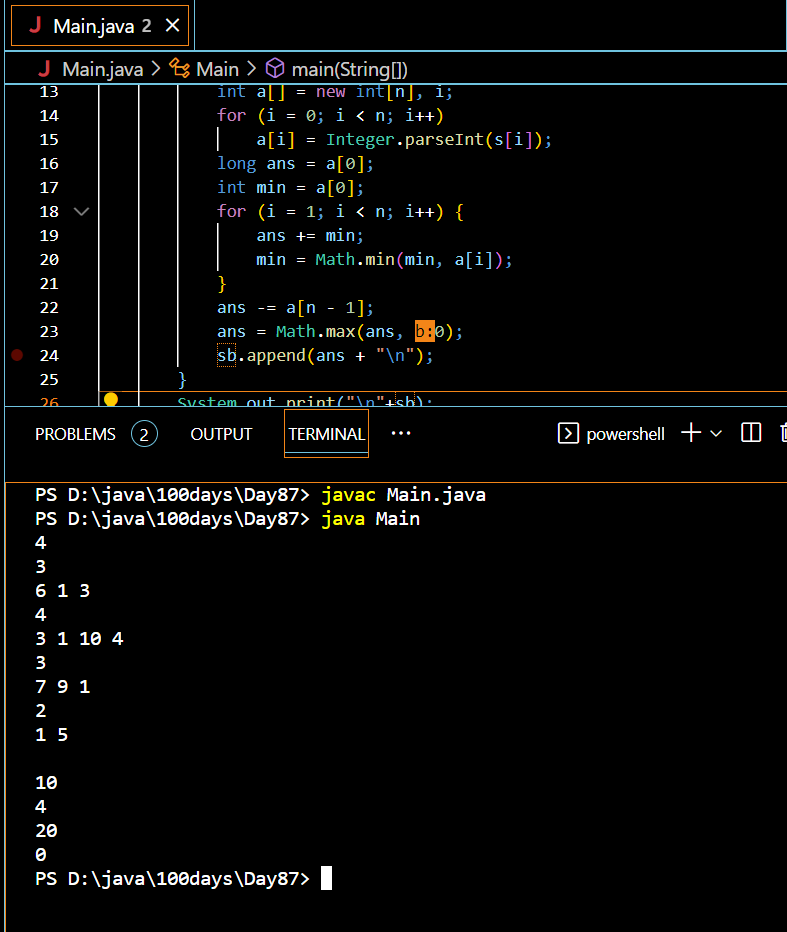 J Main.java 2 ×
J Main.java > Main > main(String[])
13 int a[] = new int[n], i;
14 for (i = 0; i < n; i++)
15 a[i] = Integer.parseInt(s[i]);
16 long ans = a[0];
17 int min = a[0];
18 for (i = 1; i < n; i++) {
19 ans += min;
20 min = Math.min(min, a[i]);
21 }
22 ans -= a[n - 1];
23 ans = Math.max(ans, b:0);
24 sb.append(ans + "\n");
25 }
26 System.out.print("\n"+sb);
PROBLEMS 2 OUTPUT TERMINAL ··· powershell
PS D:\java\100days\Day87> javac Main.java
PS D:\java\100days\Day87> java Main
4
3
6 1 3
4
3 1 10 4
3
7 9 1
2
1 5
10
4
20
0
PS D:\java\100days\Day87>